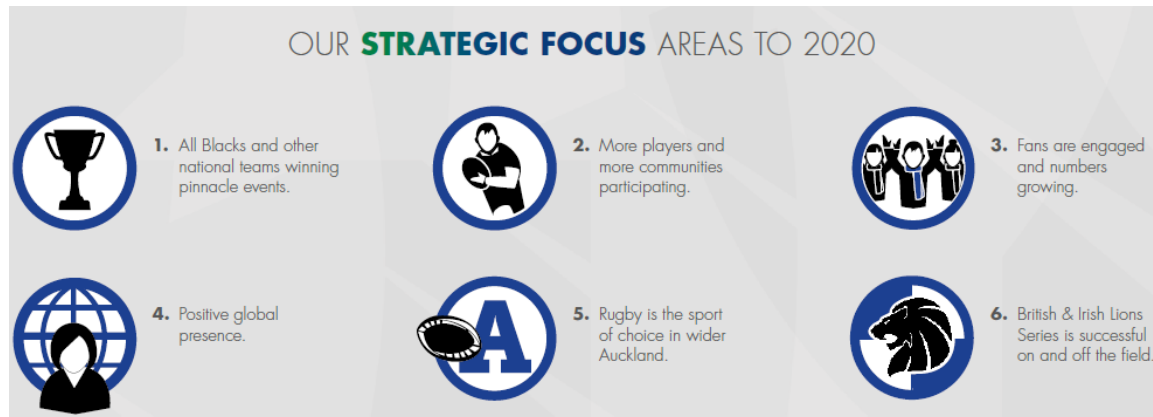 OUR STRATEGIC FOCUS AREAS TO 2020
1. All Blacks and other
national teams winning
pinnacle events.
2. More players and
more communities
participating.
3. Fans are engaged
and numbers
growing.
4. Positive global
presence.
A
5. Rugby is the sport
of choice in wider
Auckland.
6. British & Irish Lions
Series is successful
on and off the field.